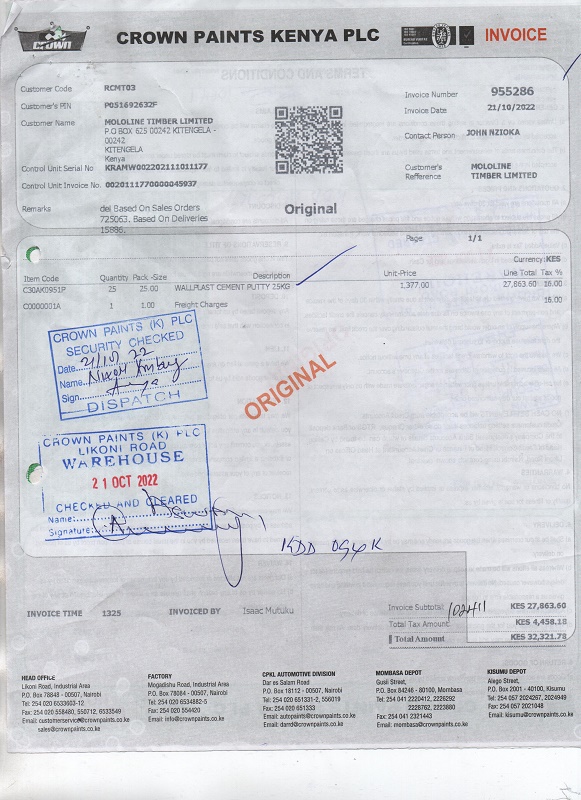 CROWN
CROWN PAINTS KENYA PLC
INVOICE
Customer Code RCMT03
Customer's PIN P051692632F
Customer Name MOLOLINE TIMBER LIMITED
P O BOX 625 00242 KITENGELA -
00242
KITENGELA
Kenya
Control Unit Serial No KRAMW002202111011177
Control Unit Invoice No. 0020111770000045937
Remarks del Based On Sales Orders
725063. Based On Deliveries
15886.
Invoice Number 955286
Invoice Date 21/10/2022
Contact Person JOHN NZIOKA
Customer's Refference MOLOLINE TIMBER LIMITED
Original
Page 1/1
Currency: KES
Item Code Quantity Pack -Size Description Unit-Price Line Total Tax %
C30AK0951P 25 25.00 WALLPLAST CEMENT PUTTY 25KG 1,377.00 27,863.60 16.00
C0000001A 1 1.00 Freight Charges 16.00
CROWN PAINTS (K) PLC
SECURITY CHECKED
Date 21/10/22
Name
Sign
DISPATCH
ORIGINAL
CROWN PAINTS (K) PLC
LIKONI ROAD
WAREHOUSE
21 OCT 2022
CHECKED AND CLEARED
Name:
Signature:
KDD 094K
INVOICE TIME 1325 INVOICED BY Isaac Mutuku
Invoice Subtotal KES 27,863.60
102411
Total Tax Amount KES 4,458.18
Total Amount KES 32,321.78
HEAD OFFICE
Likoni Road, Industrial Area
P.O. Box 78848 - 00507, Nairobi
Tel: 254 020 6533603-12
Fax: 254 020 558480, 550712, 6533549
Email: customerservice@crownpaints.co.ke
sales@crownpaints.co.ke
FACTORY
Mogadishu Road, Industrial Area
P.O. Box 78084 - 00507, Nairobi
Tel: 254 020 6534882-5
Fax: 254 020 554420
Email: info@crownpaints.co.ke
CPKL AUTOMOTIVE DIVISION
Dar es Salam Road
P.O Box 18112 - 00507, Nairobi
Tel: 254 020 651331-2, 556019
Fax: 254 020 651333
Email: autopaints@crownpaints.co.ke
Email: darrd@crownpaints.co.ke
MOMBASA DEPOT
Gusii Street,
P.O. Box 84246 - 80100, Mombasa
Tel: 254 041 2220412, 2226292
2228762, 2223880
Fax: 254 041 2321443
Email: mombasa@crownpaints.co.ke
KISUMU DEPOT
Alego Street,
P.O. Box 2001 - 40100, Kisumu
Tel: 254 057 2024267, 2024949
Fax: 254 057 2021048
Email: kisumu@crownpaints.co.ke